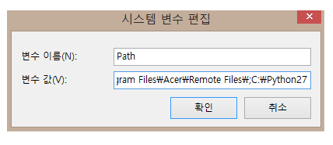 시스템 변수 편집
변수 이름(N): Path
변수 값(V): gram Files₩Acer₩Remote Files₩;C:₩Python27
확인 취소